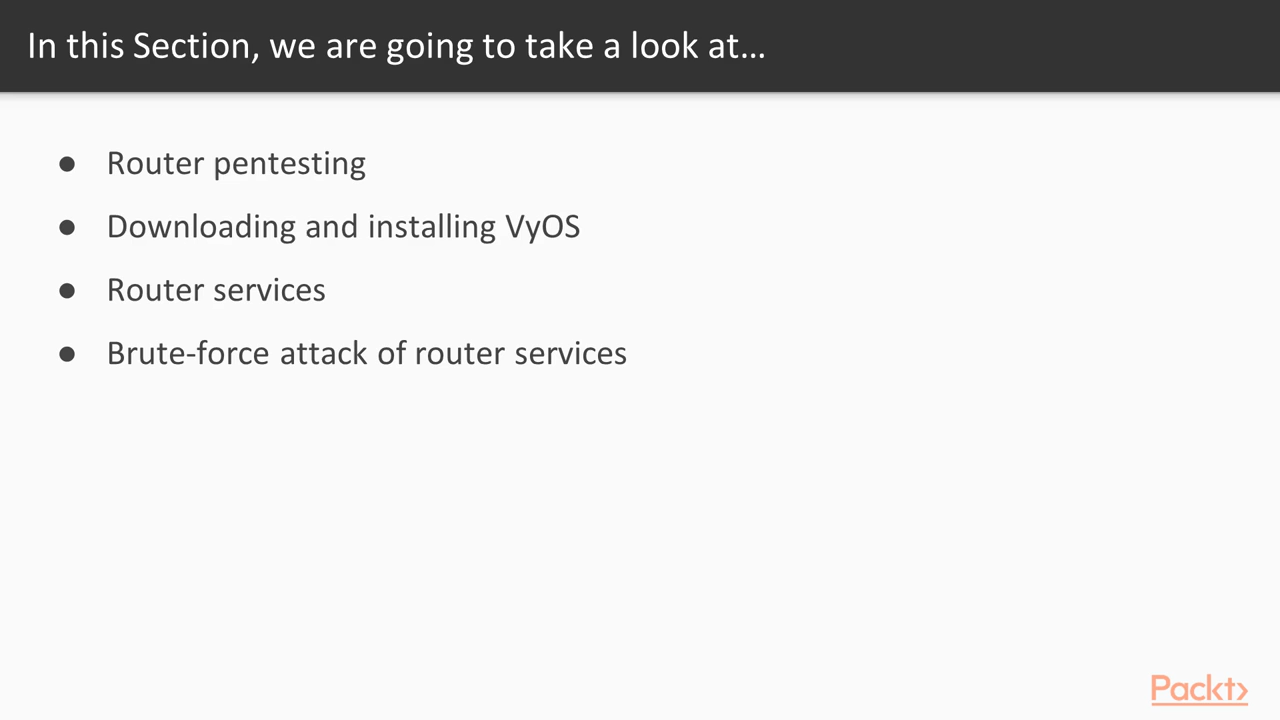 In this Section, we are going to take a look at…
● Router pentesting
● Downloading and installing VyOS
● Router services
● Brute-force attack of router services
Packt>